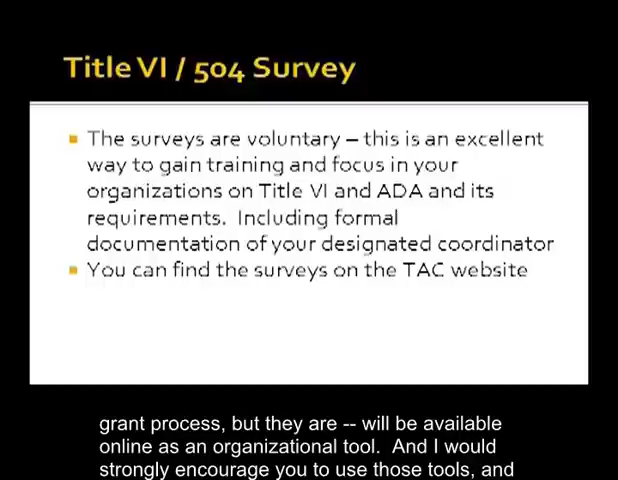 Title VI / 504 Survey
The surveys are voluntary – this is an excellent
way to gain training and focus in your
organizations on Title VI and ADA and its
requirements.  Including formal
documentation of your designated coordinator
You can find the surveys on the TAC website
grant process, but they are -- will be available
online as an organizational tool.  And I would
strongly encourage you to use those tools, and